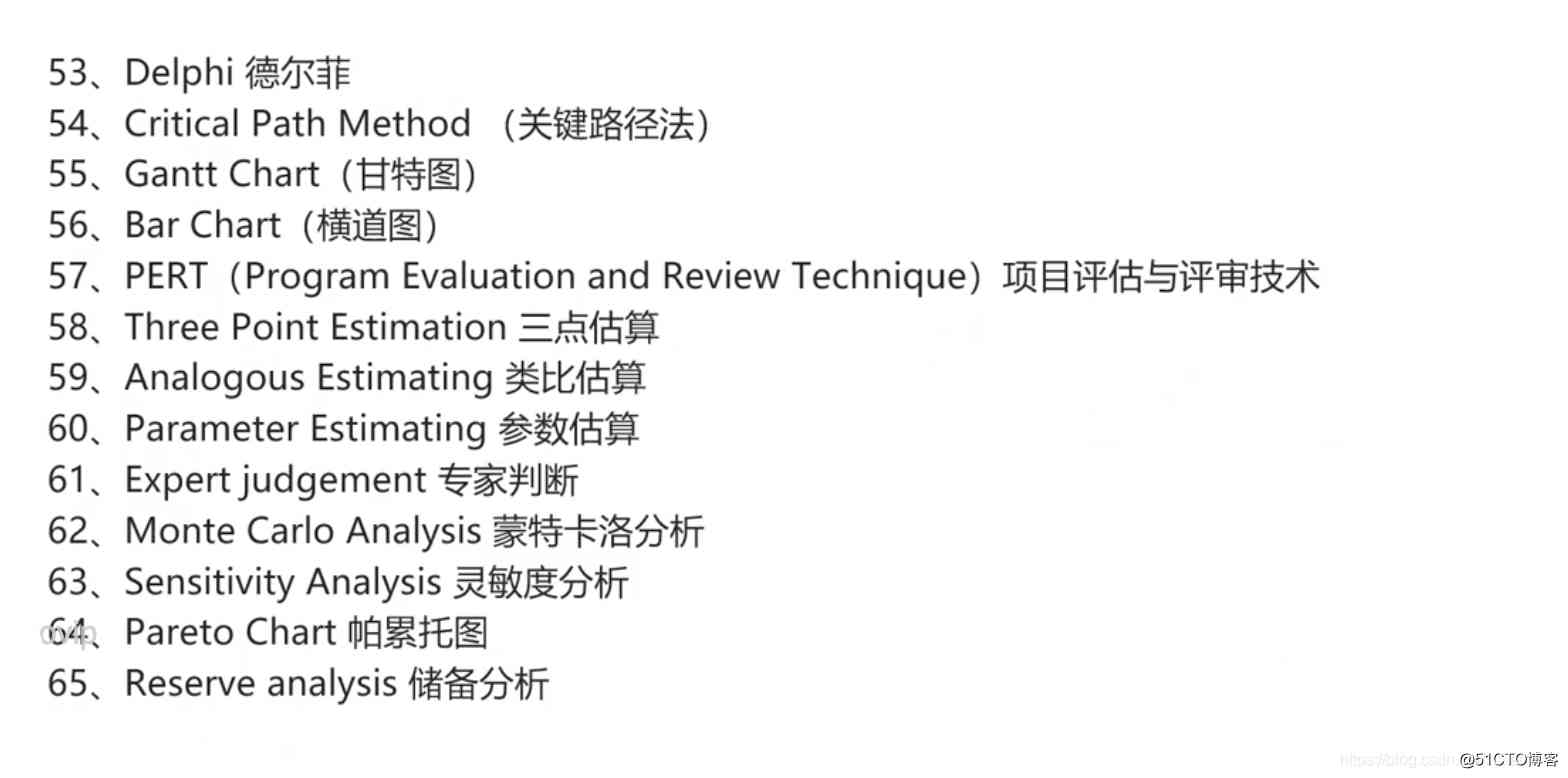 53、Delphi 德尔菲
54、Critical Path Method （关键路径法）
55、Gantt Chart（甘特图）
56、Bar Chart（横道图）
57、PERT（Program Evaluation and Review Technique）项目评估与评审技术
58、Three Point Estimation 三点估算
59、Analogous Estimating 类比估算
60、Parameter Estimating 参数估算
61、Expert judgement 专家判断
62、Monte Carlo Analysis 蒙特卡洛分析
63、Sensitivity Analysis 灵敏度分析
64、Pareto Chart 帕累托图
65、Reserve analysis 储备分析
https://blog.csdn @51CTO博客